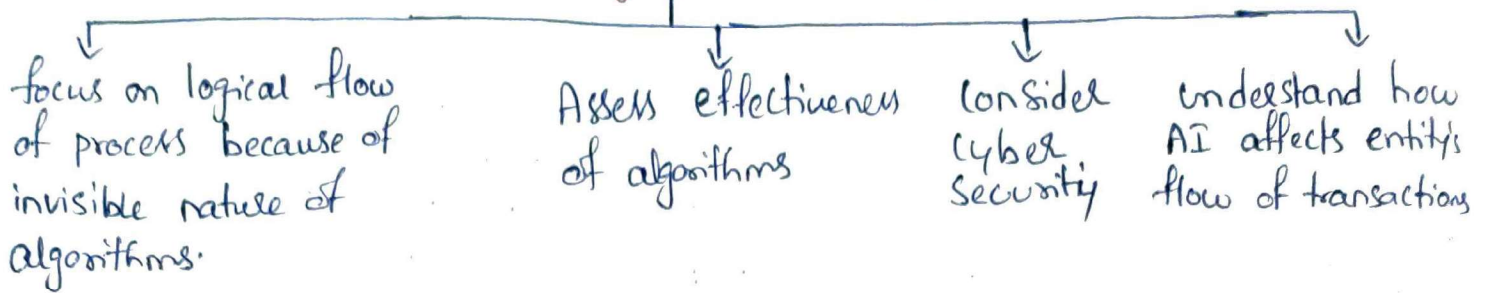 focus on logical flow
of process because of
invisible nature of
algorithms.
Assess effectiveness
of algorithms
Consider
Cyber
Security
understand how
AI affects entity's
flow of transactions